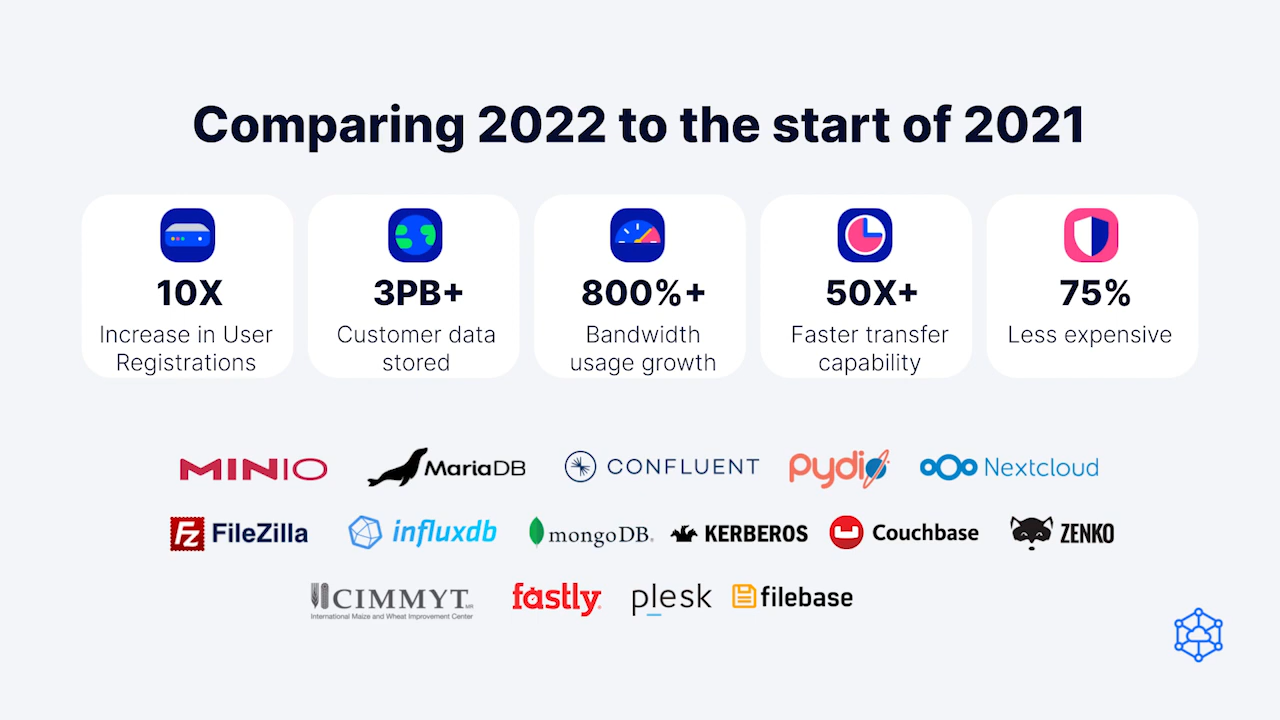 Comparing 2022 to the start of 2021
10X
Increase in User
Registrations
3PB+
Customer data
stored
800%+
Bandwidth
usage growth
50X+
Faster transfer
capability
75%
Less expensive
MINIO
MariaDB
CONFLUENT
pydio
Nextcloud
Fz FileZilla
influxdb
mongoDB.
KERBEROS
Couchbase
ZENKO
CIMMYT MR
International Maize and Wheat Improvement Center
fastly
plesk
filebase